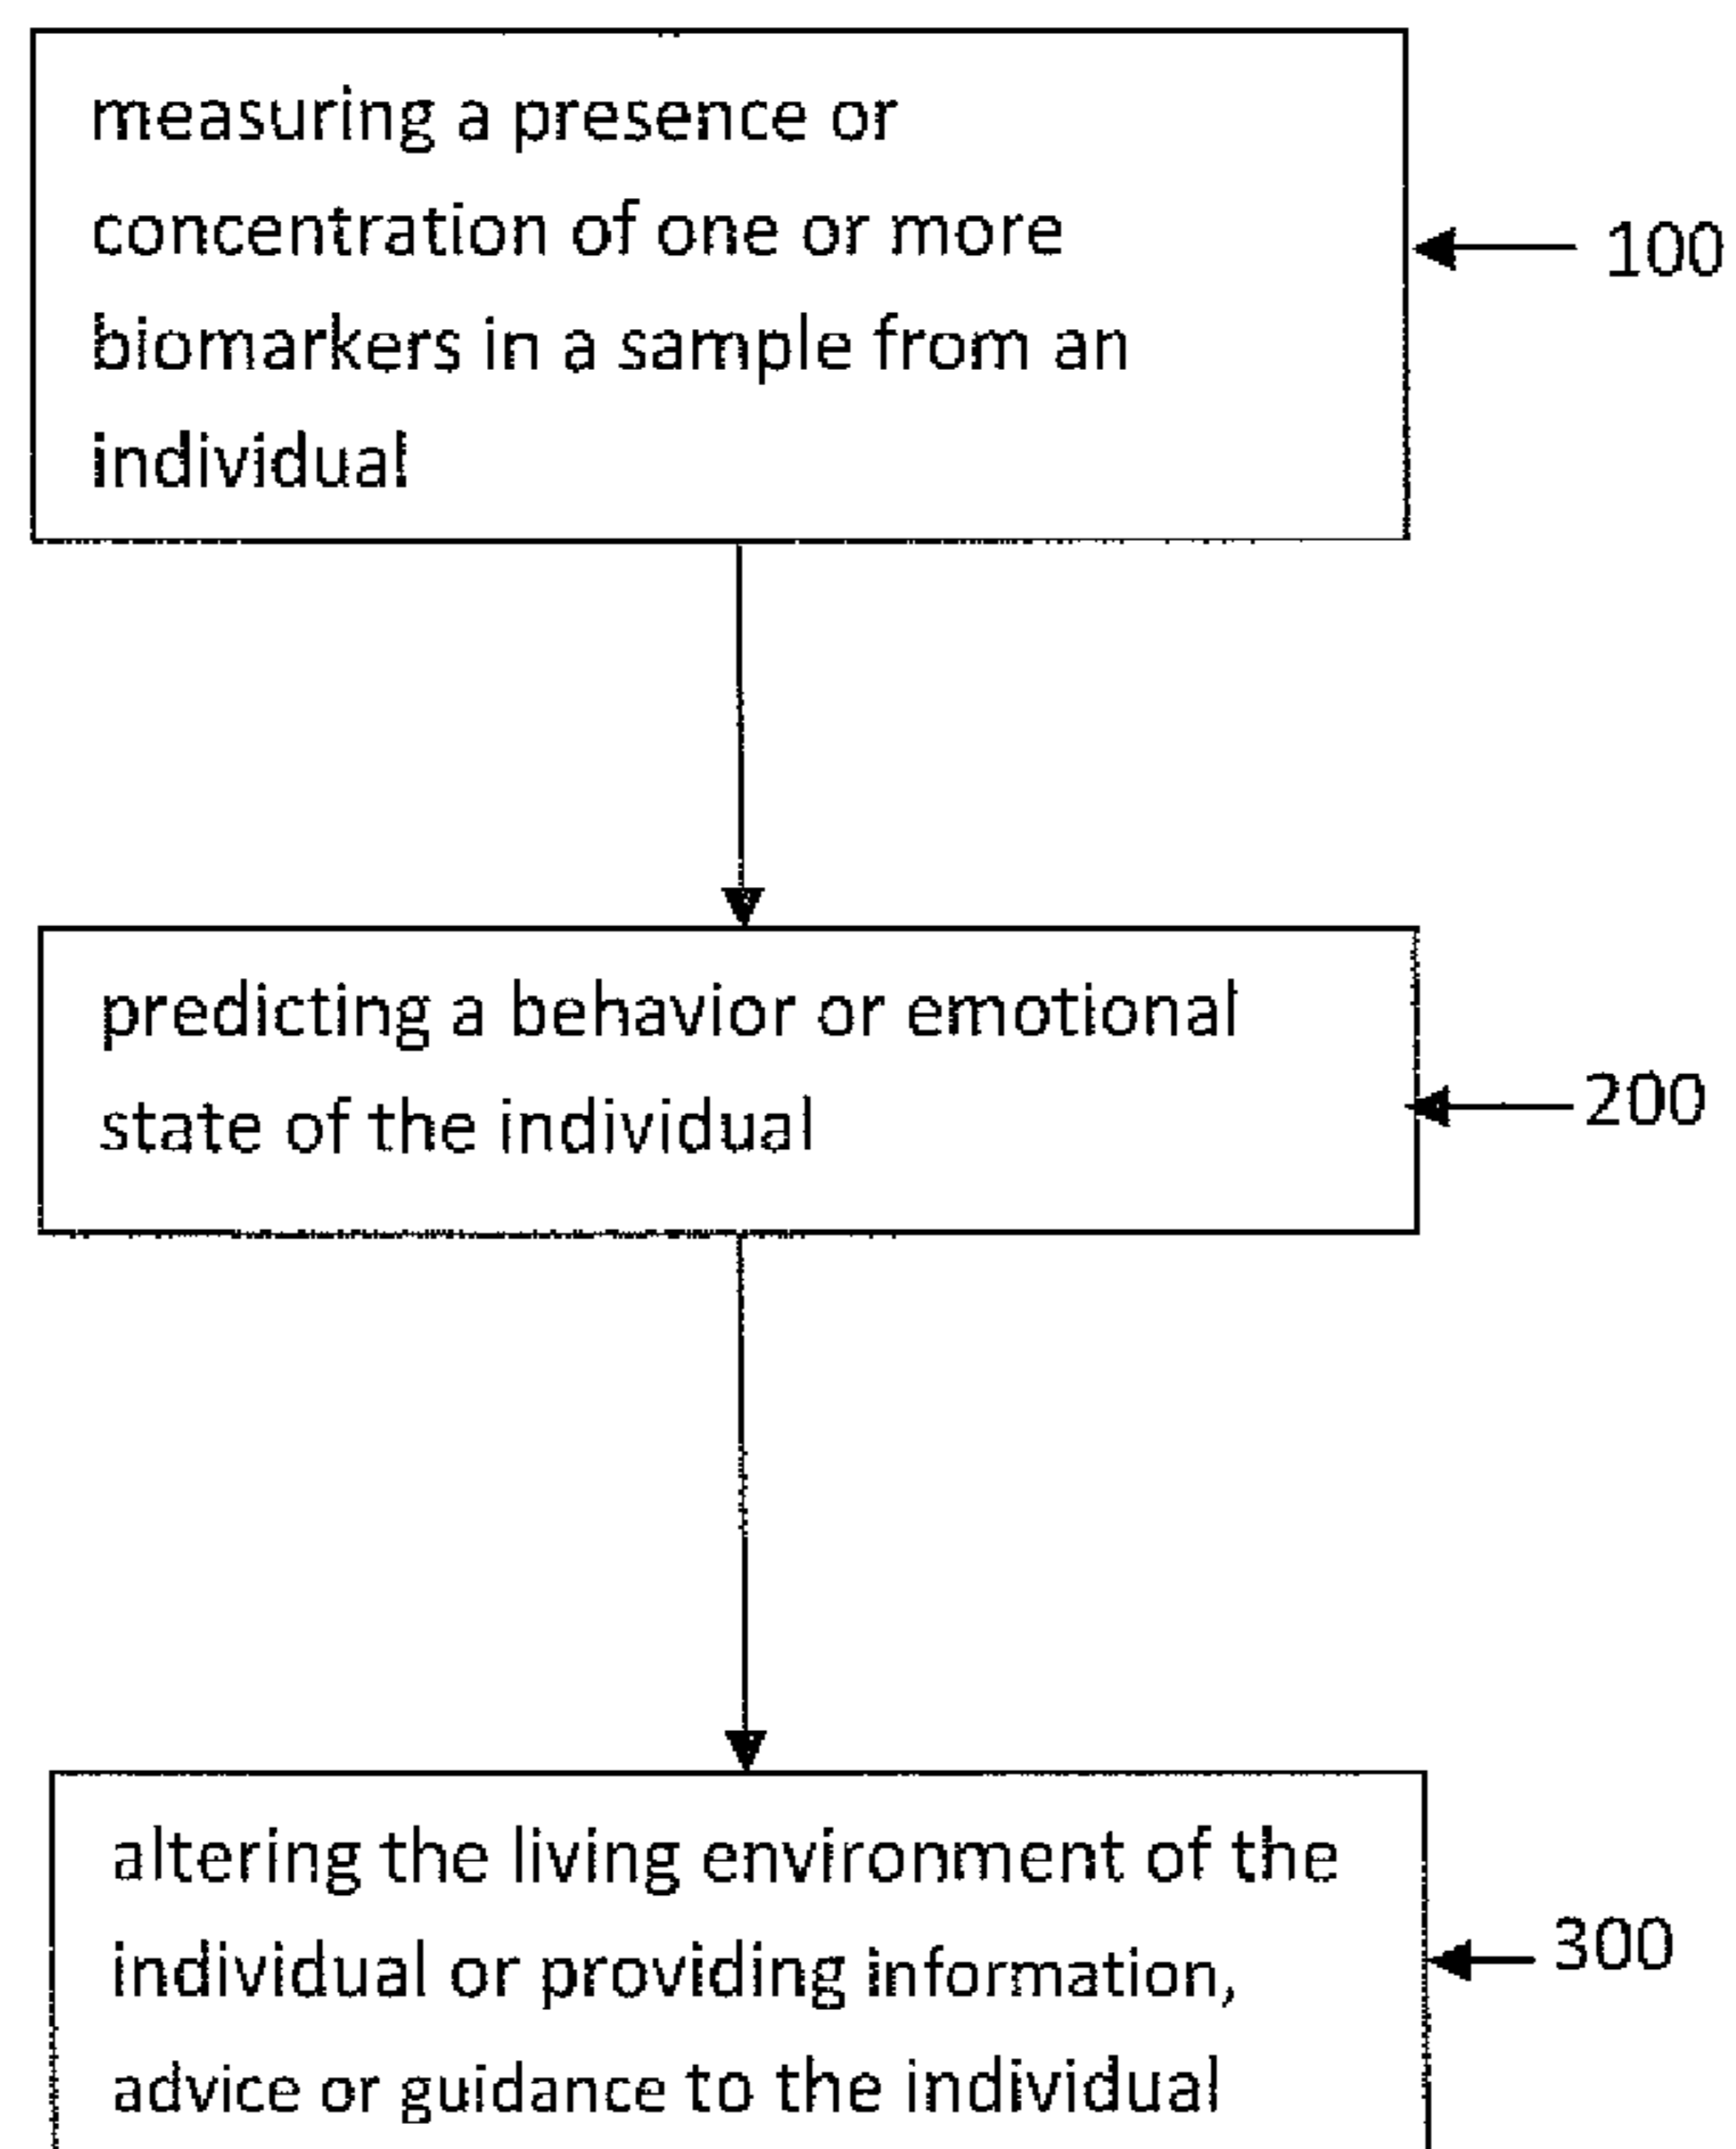 measuring a presence or
concentration of one or more
biomarkers in a sample from an
individual
100
predicting a behavior or emotional
state of the individual
200
altering the living environment of the
individual or providing information,
advice or guidance to the individual
300